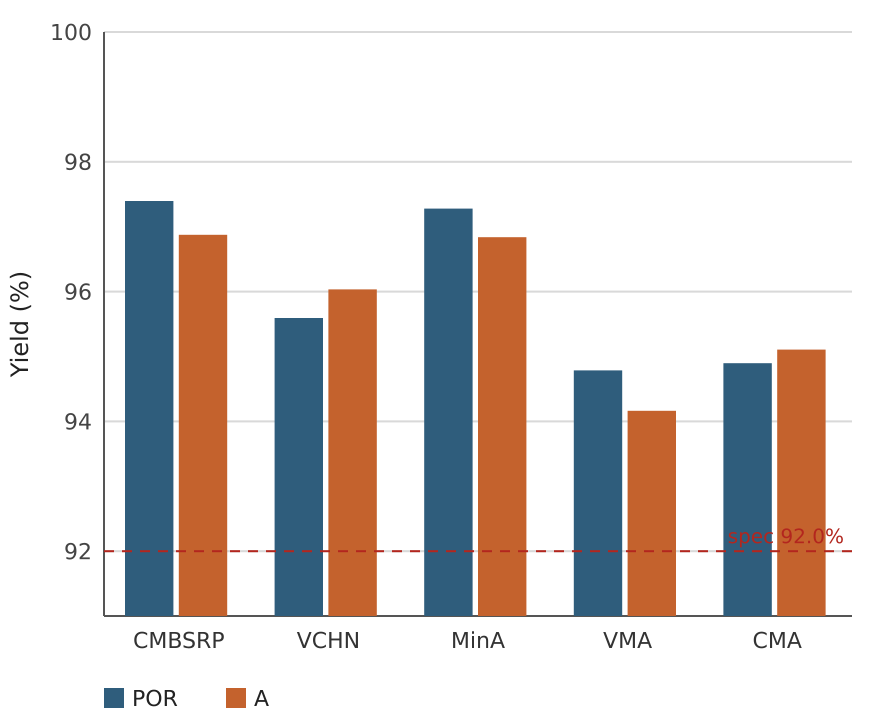 100
98
96
94
92
Yield (%)
spec 92.0%
CMBSRP VCHN MinA VMA CMA
POR A